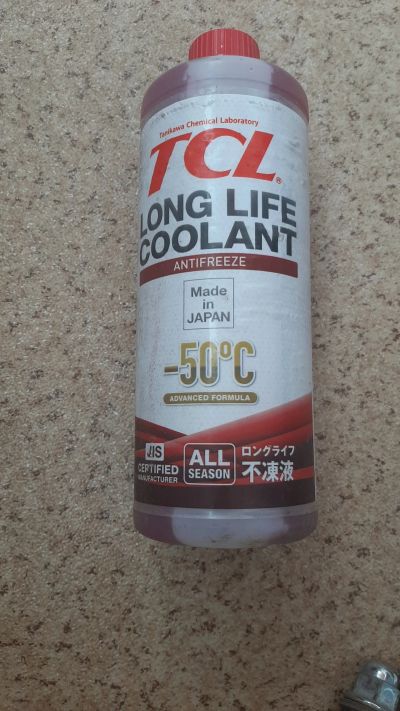 Tanikawa Chemical Laboratory
TCL®
LONG LIFE
COOLANT
ANTIFREEZE
Made
in
JAPAN
-50°C
ADVANCED FORMULA
JIS
CERTIFIED
MANUFACTURER
ALL
SEASON
ロングライフ
不凍液